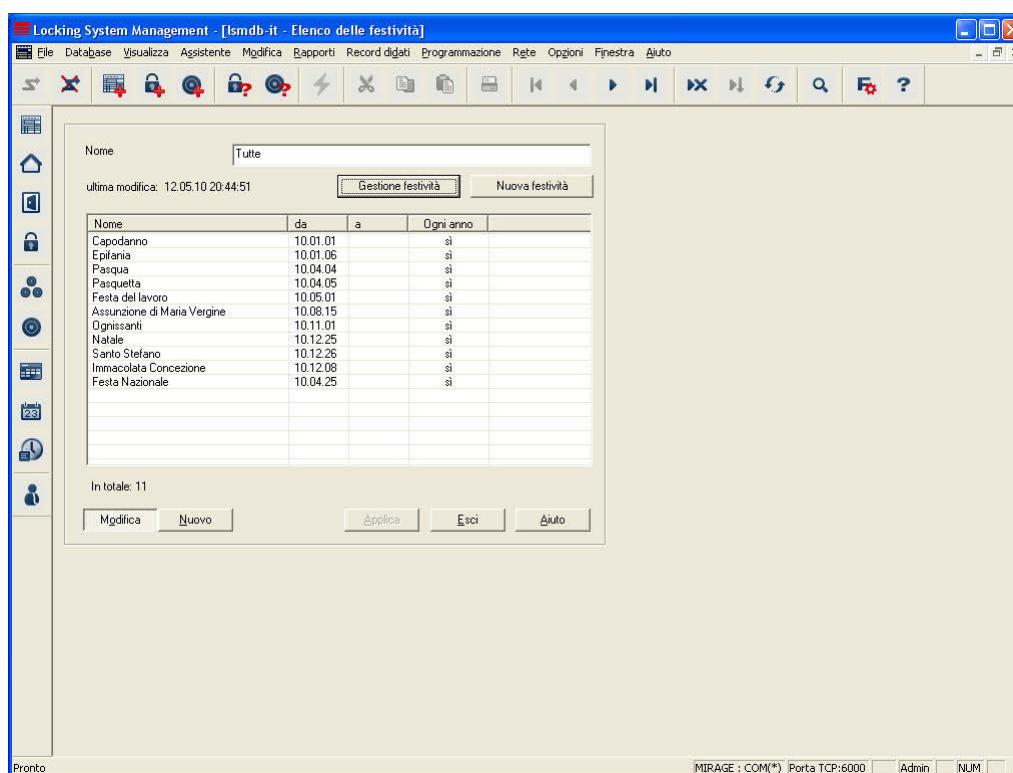 Locking System Management - [lsmdb-it - Elenco delle festività]
File Database Visualizza Assistente Modifica Rapporti Record didati Programmazione Rete Opzioni Finestra Aiuto
Nome Tutte
ultima modifica: 12.05.10 20:44:51 Gestione festività Nuova festività
Nome da a Ogni anno
Capodanno 10.01.01 sì
Epifania 10.01.06 sì
Pasqua 10.04.04 sì
Pasquetta 10.04.05 sì
Festa del lavoro 10.05.01 sì
Assunzione di Maria Vergine 10.08.15 sì
Ognissanti 10.11.01 sì
Natale 10.12.25 sì
Santo Stefano 10.12.26 sì
Immacolata Concezione 10.12.08 sì
Festa Nazionale 10.04.25 sì
23
In totale: 11
Modifica Nuovo Applica Esci Aiuto
Pronto MIRAGE : COM(*) Porta TCP:6000 Admin NUM